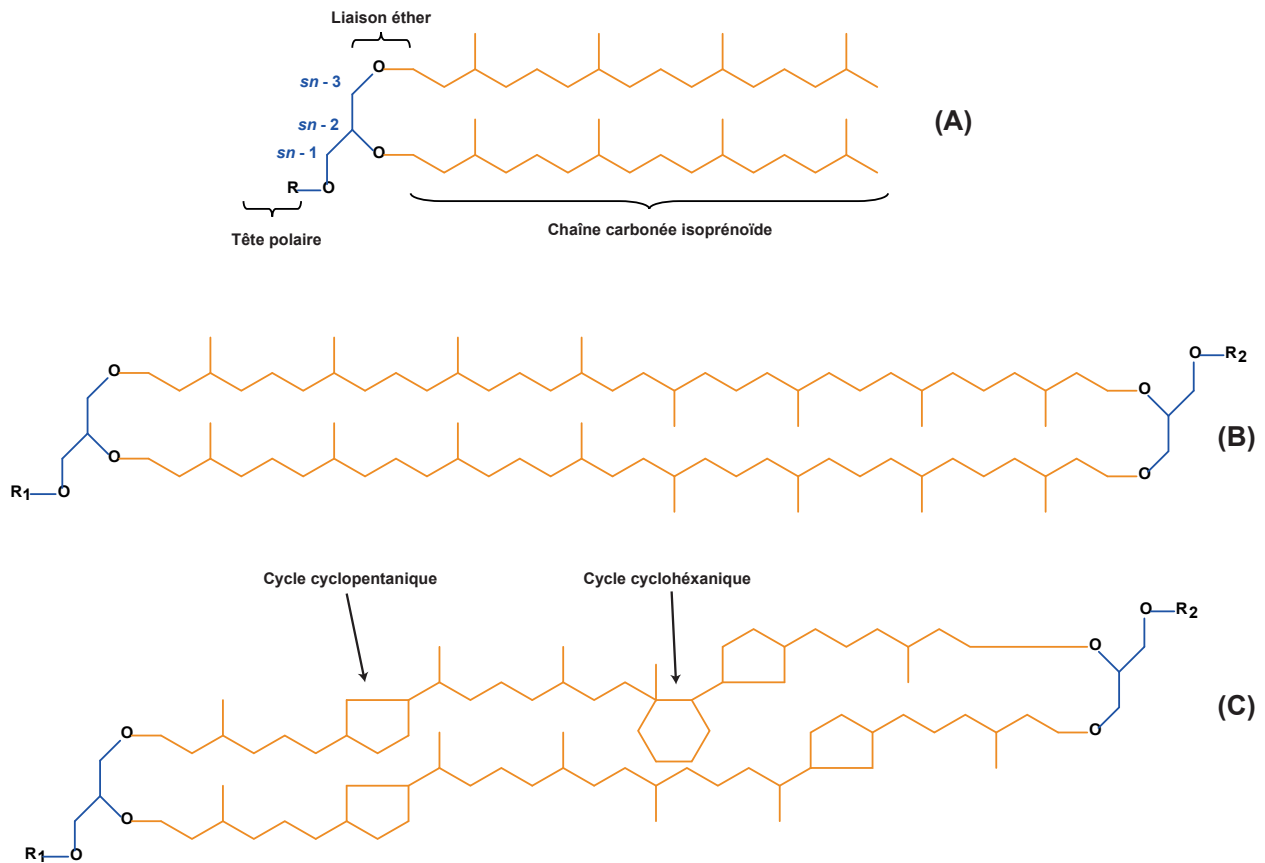 Liaison éther
O
sn - 3
sn - 2
(A)
sn - 1
O
R O
Tête polaire
Chaîne carbonée isoprénoïde
O R2
O
O
(B)
O
O
R1 O
Cycle cyclopentanique
Cycle cyclohéxanique
O R2
O
(C)
O
O
O
R1 O